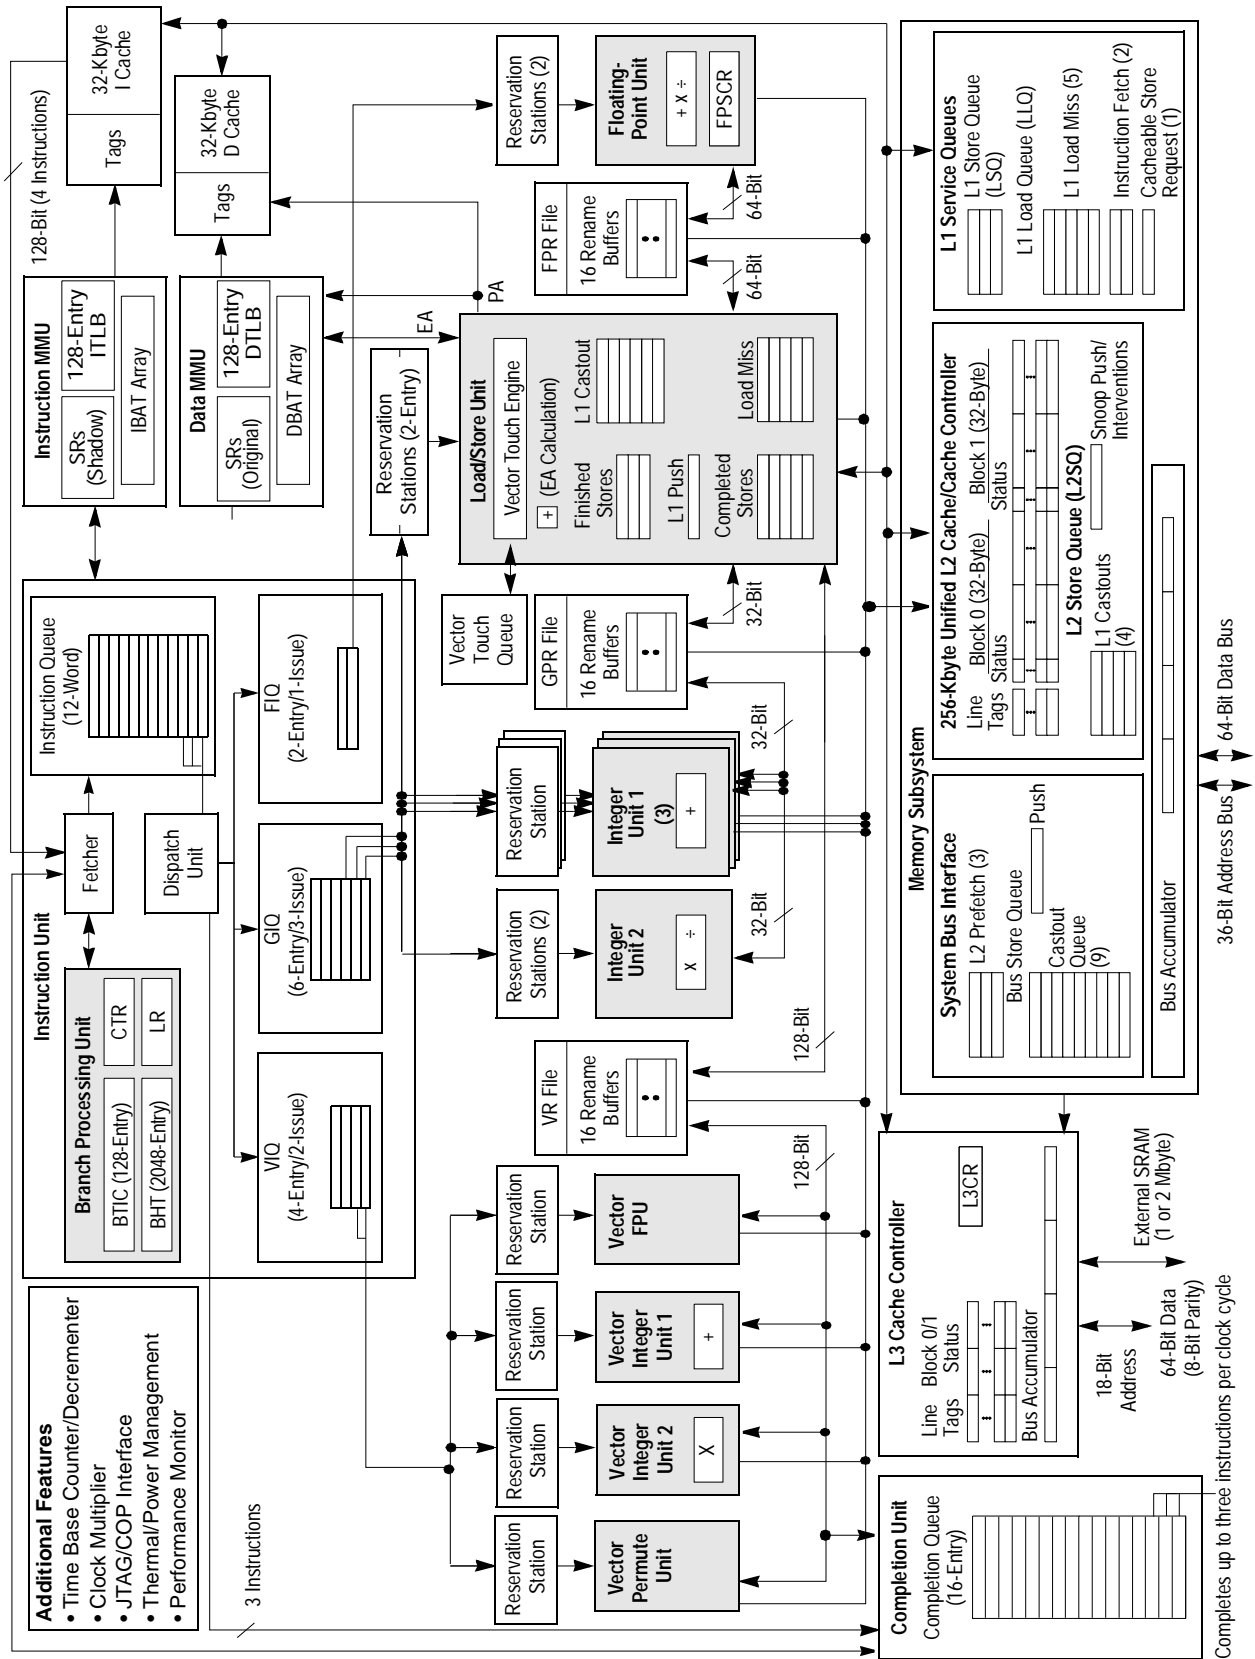 Additional Features
• Time Base Counter/Decrementer
• Clock Multiplier
• JTAG/COP Interface
• Thermal/Power Management
• Performance Monitor
3 Instructions
Instruction Unit
Branch Processing Unit
BTIC (128-Entry)
CTR
BHT (2048-Entry)
LR
Fetcher
Dispatch
Unit
Instruction Queue
(12-Word)
VIQ
(4-Entry/2-Issue)
GIQ
(6-Entry/3-Issue)
FIQ
(2-Entry/1-Issue)
128-Bit (4 Instructions)
Instruction MMU
SRs
(Shadow)
128-Entry
ITLB
IBAT Array
Tags
32-Kbyte
I Cache
Data MMU
SRs
(Original)
128-Entry
DTLB
DBAT Array
Tags
32-Kbyte
D Cache
EA
PA
Reservation
Stations (2-Entry)
Reservation
Station
Reservation
Station
Reservation
Station
Reservation
Station
Reservation
Stations (2)
Reservation
Station
Reservation
Stations (2)
Vector
Permute
Unit
Vector
Integer
Unit 2
X
Vector
Integer
Unit 1
+
Vector
FPU
VR File
16 Rename
Buffers
128-Bit
128-Bit
Integer
Unit 2
x ÷
Integer
Unit 1
(3)
+
32-Bit
32-Bit
GPR File
16 Rename
Buffers
32-Bit
Vector
Touch
Queue
Load/Store Unit
Vector Touch Engine
+
(EA Calculation)
Finished
Stores
L1 Castout
L1 Push
Completed
Stores
Load Miss
FPR File
16 Rename
Buffers
64-Bit
64-Bit
Floating-
Point Unit
+ x ÷
FPSCR
Completion Unit
Completion Queue
(16-Entry)
Completes up to three instructions per clock cycle
L3 Cache Controller
Line
Tags
Block 0/1
Status
L3CR
Bus Accumulator
18-Bit
Address
64-Bit Data
(8-Bit Parity)
External SRAM
(1 or 2 Mbyte)
Memory Subsystem
System Bus Interface
L2 Prefetch (3)
Bus Store Queue
Castout
Queue
(9)
Push
256-Kbyte Unified L2 Cache/Cache Controller
Line
Tags
Block 0 (32-Byte)
Status
Block 1 (32-Byte)
Status
L2 Store Queue (L2SQ)
L1 Castouts
(4)
Snoop Push/
Interventions
L1 Service Queues
L1 Store Queue
(LSQ)
L1 Load Queue (LLQ)
L1 Load Miss (5)
Instruction Fetch (2)
Cacheable Store
Request (1)
Bus Accumulator
36-Bit Address Bus
64-Bit Data Bus